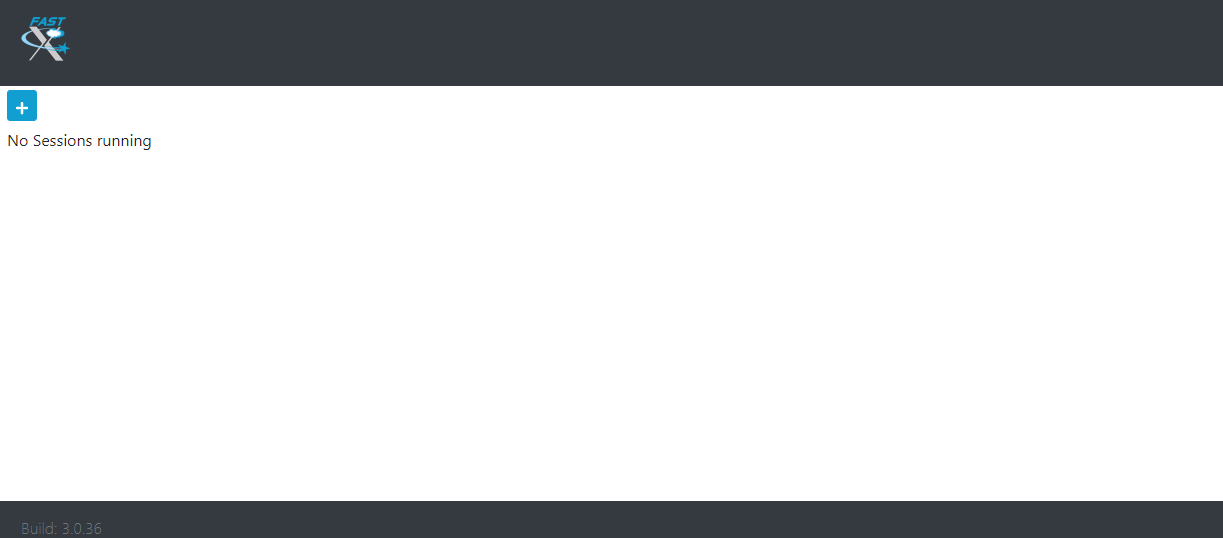 FAST
X
+
No Sessions running
Build: 3.0.36